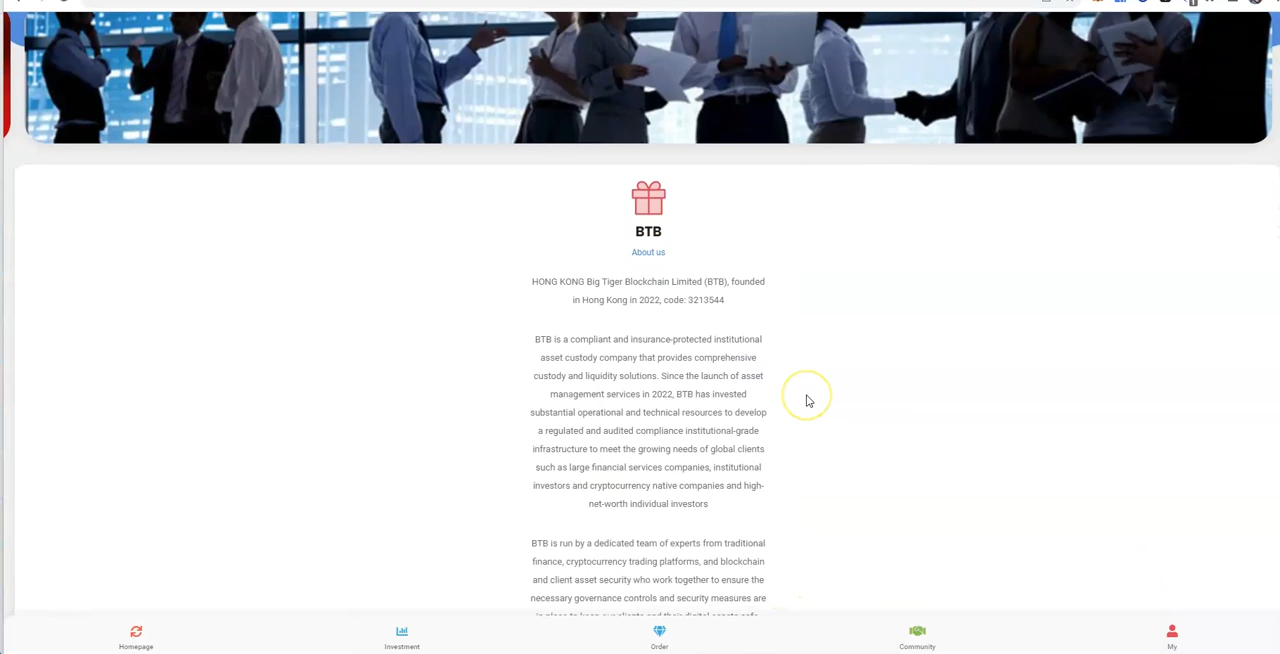 BTB
About us
HONG KONG Big Tiger Blockchain Limited (BTB), founded
in Hong Kong in 2022, code: 3213544
BTB is a compliant and insurance-protected institutional
asset custody company that provides comprehensive
custody and liquidity solutions. Since the launch of asset
management services in 2022, BTB has invested
substantial operational and technical resources to develop
a regulated and audited compliance institutional-grade
infrastructure to meet the growing needs of global clients
such as large financial services companies, institutional
investors and cryptocurrency native companies and high-
net-worth individual investors
BTB is run by a dedicated team of experts from traditional
finance, cryptocurrency trading platforms, and blockchain
and client asset security who work together to ensure the
necessary governance controls and security measures are
Homepage
Investment
Order
Community
My